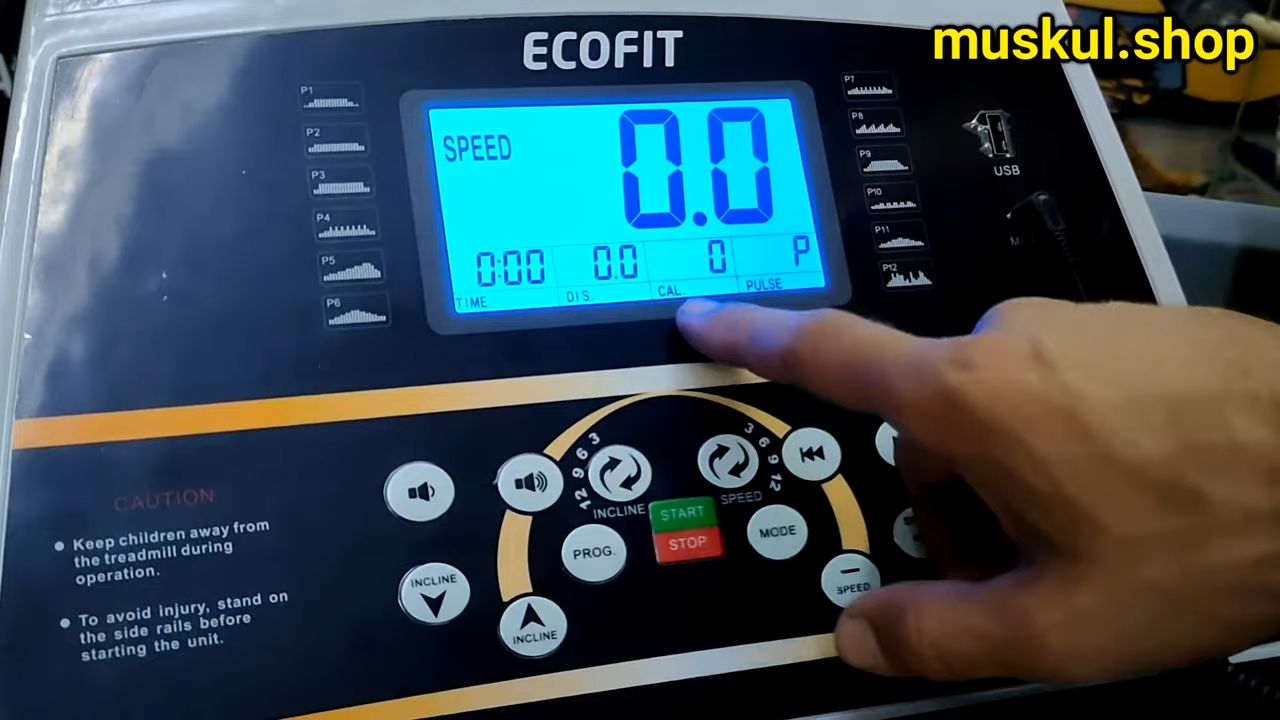 muskul.shop
ECOFIT
P1
P2
P3
P4
P5
P6
SPEED
0.0
0:00
0.0
0
P
TIME
DIS.
CAL.
PULSE
P7
P8
P9
P10
P11
P12
USB
CAUTION
Keep children away from
the treadmill during
operation.
To avoid injury, stand on
the side rails before
starting the unit.
12 9 6 3
INCLINE
3 6 9 12
SPEED
START
STOP
PROG.
MODE
INCLINE
INCLINE
SPEED